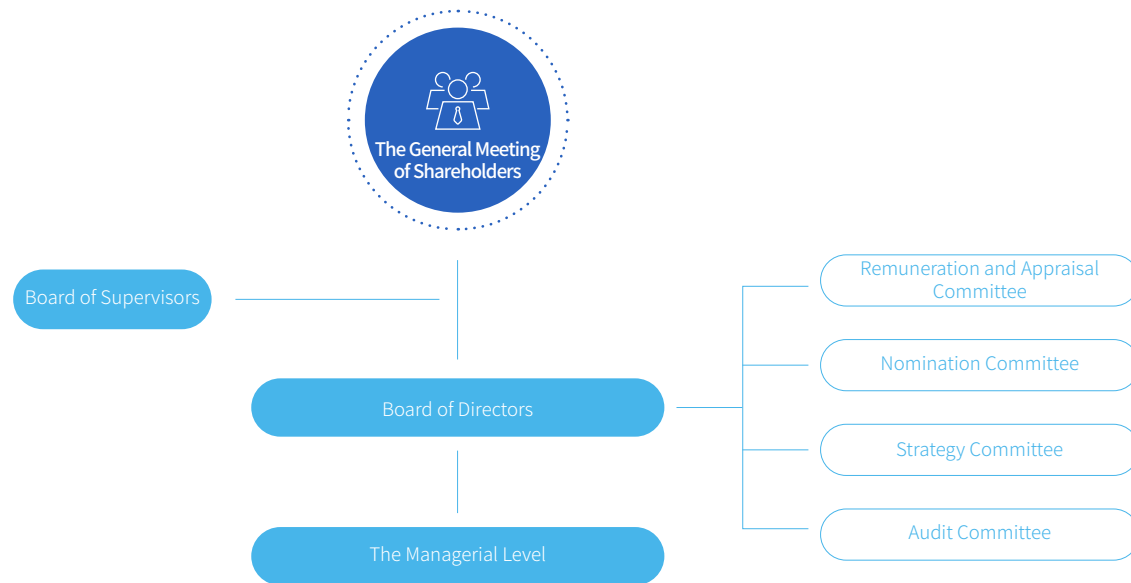 The General Meeting
of Shareholders
Board of Supervisors
Remuneration and Appraisal
Committee
Nomination Committee
Board of Directors
Strategy Committee
Audit Committee
The Managerial Level